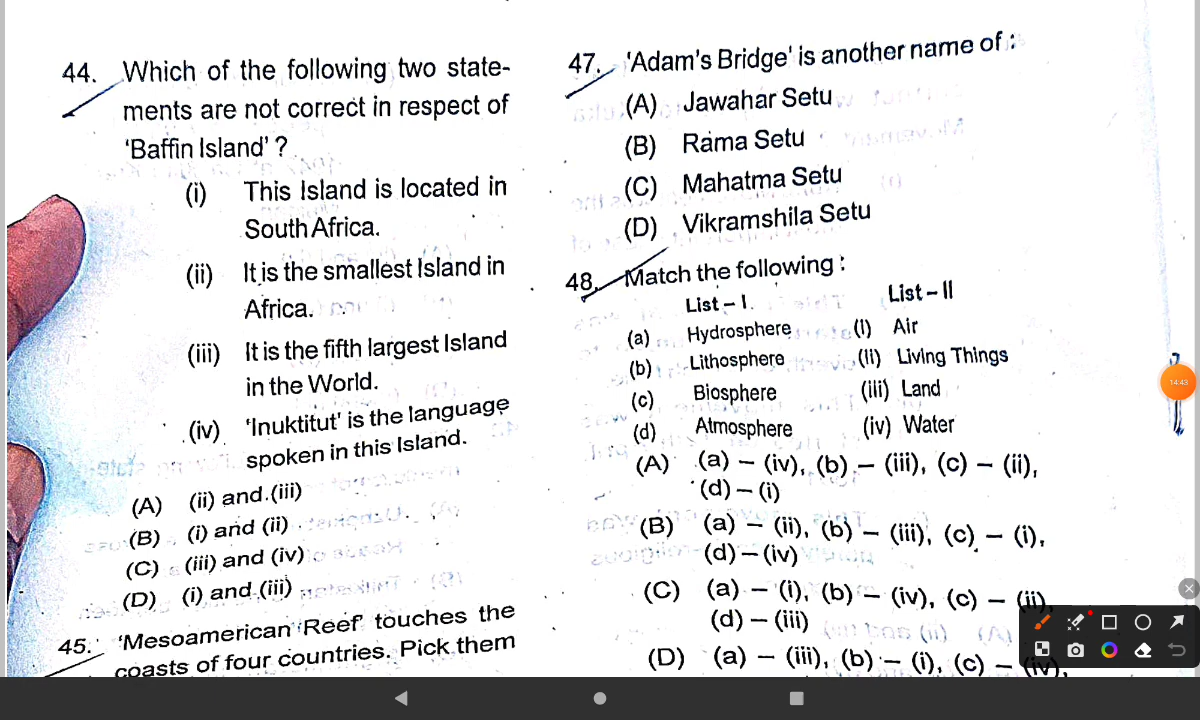 44. Which of the following two state-
ments are not correct in respect of
'Baffin Island' ?
(i) This Island is located in
South Africa.
(ii) It is the smallest Island in
Africa.
(iii) It is the fifth largest Island
in the World.
(iv) 'Inuktitut' is the language
spoken in this Island.
(A) (ii) and (iii)
(B) (i) and (ii)
(C) (iii) and (iv)
(D) (i) and (iii)
45. 'Mesoamerican Reef' touches the
coasts of four countries. Pick them
47. 'Adam's Bridge' is another name of :
(A) Jawahar Setu
(B) Rama Setu
(C) Mahatma Setu
(D) Vikramshila Setu
48. Match the following :
List – I List – II
(a) Hydrosphere (I) Air
(b) Lithosphere (II) Living Things
(c) Biosphere (iii) Land
(d) Atmosphere (iv) Water
(A) (a) – (iv), (b) – (iii), (c) – (ii),
(d) – (i)
(B) (a) – (ii), (b) – (iii), (c) – (i),
(d) – (iv)
(C) (a) – (i), (b) – (iv), (c) – (ii),
(d) – (iii)
(D) (a) – (iii), (b) – (i), (c) – (iv),
14:43